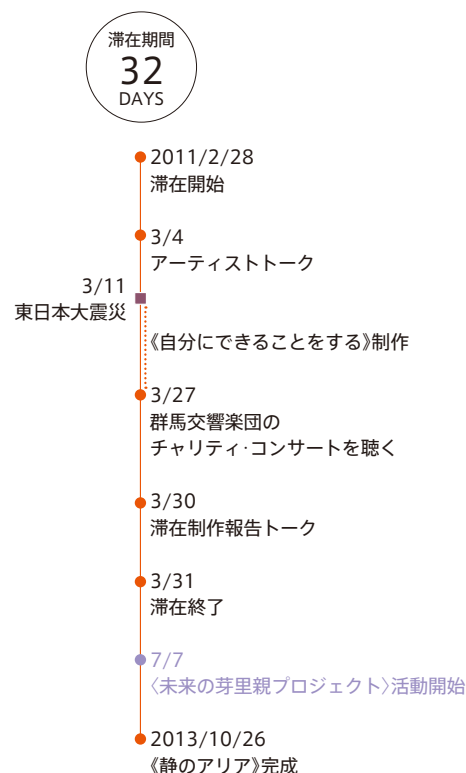 滞在期間
32
DAYS
2011/2/28
滞在開始
3/4
アーティストトーク
3/11
東日本大震災
《自分にできることをする》制作
3/27
群馬交響楽団の
チャリティ・コンサートを聴く
3/30
滞在制作報告トーク
3/31
滞在終了
7/7
〈未来の芽里親プロジェクト〉活動開始
2013/10/26
《静のアリア》完成